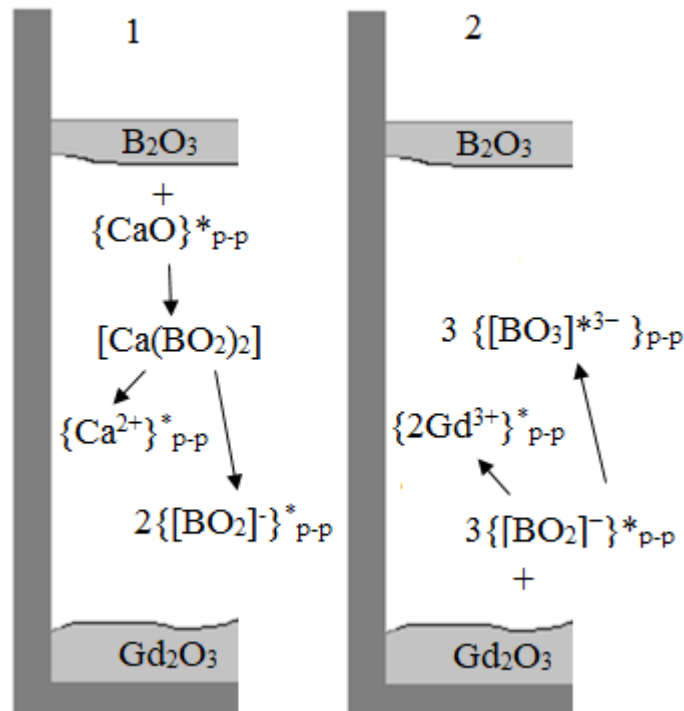 1
B₂O₃
+
{CaO}*p-p
[Ca(BO₂)₂]
{Ca²⁺}*p-p
2{[BO₂]⁻}*p-p
Gd₂O₃
2
B₂O₃
3 {[BO₃]*³⁻ }p-p
{2Gd³⁺}*p-p
3{[BO₂]⁻}*p-p
+
Gd₂O₃